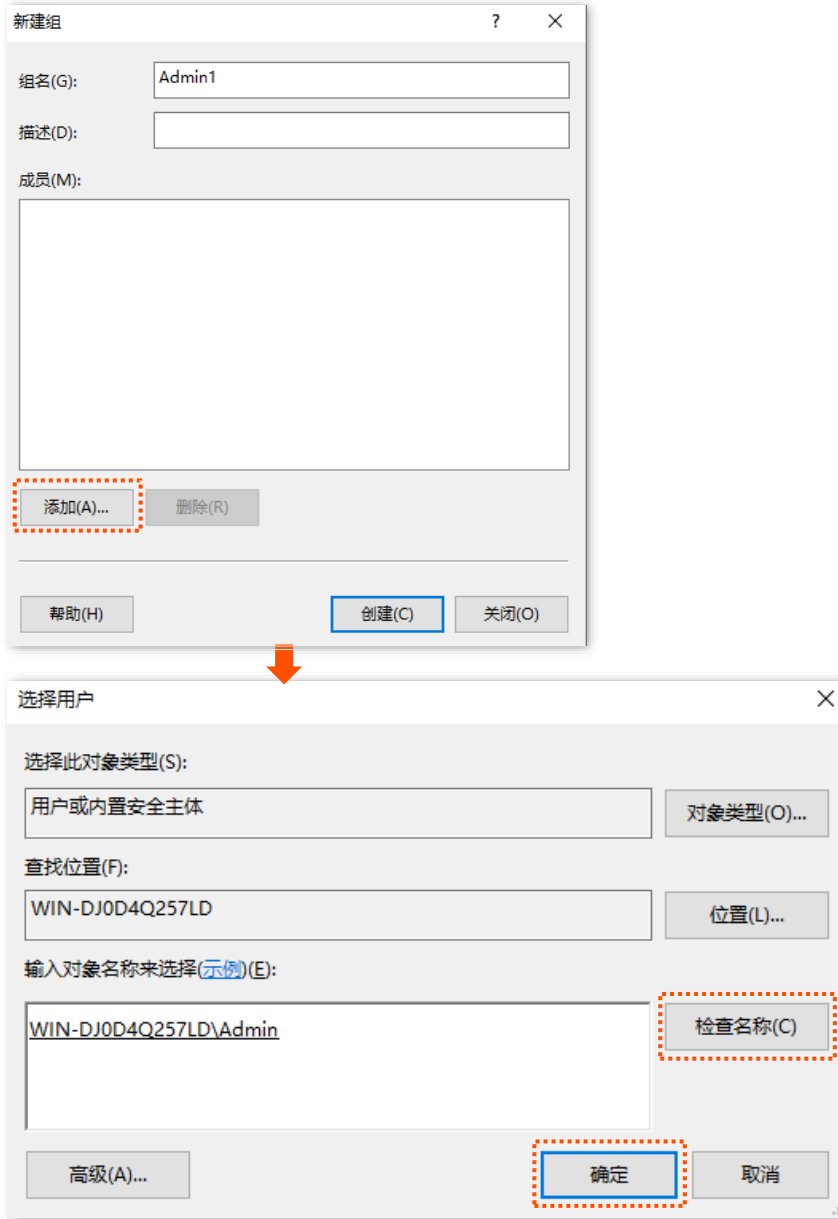 新建组
?
组名(G):
Admin1
描述(D):
成员(M):
添加(A)...
删除(R)
帮助(H)
创建(C)
关闭(O)
选择用户
选择此对象类型(S):
用户或内置安全主体
对象类型(O)...
查找位置(F):
WIN-DJ0D4Q257LD
位置(L)...
输入对象名称来选择(示例)(E):
WIN-DJ0D4Q257LD\Admin
检查名称(C)
高级(A)...
确定
取消